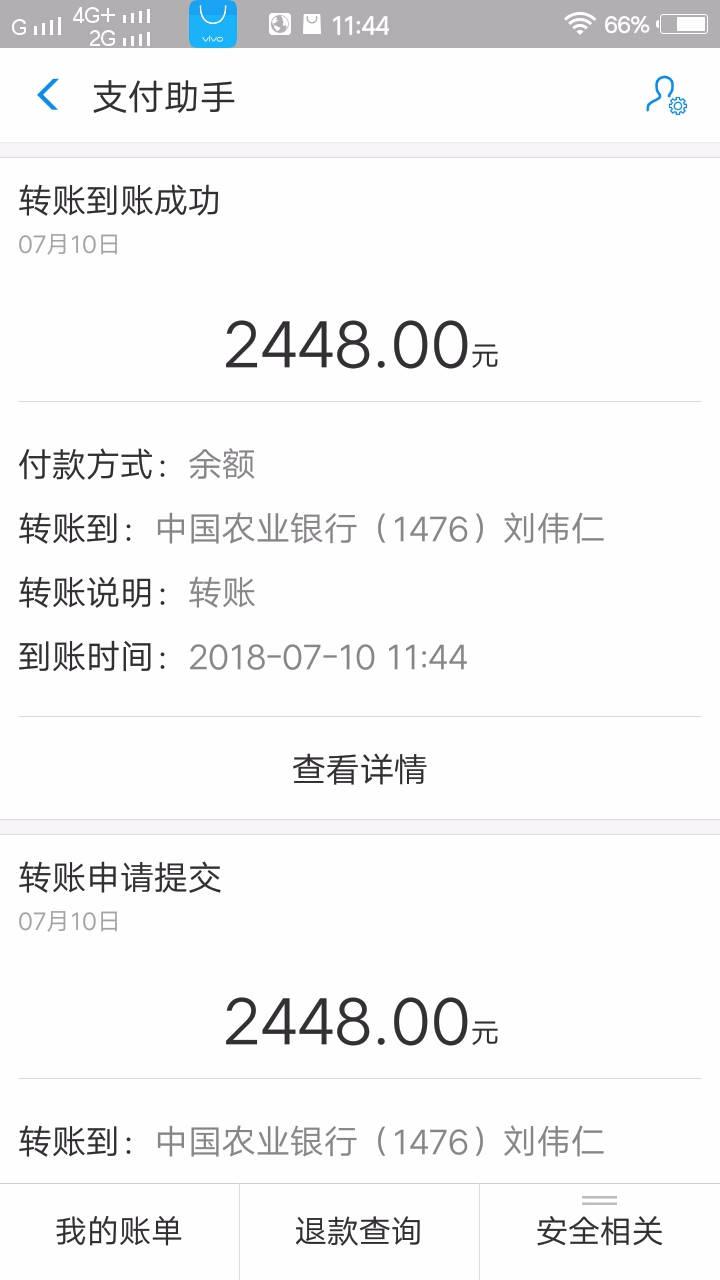 G 4G+ 2G vivo 11:44 66%
支付助手
转账到账成功
07月10日
2448.00元
付款方式：余额
转账到：中国农业银行（1476）刘伟仁
转账说明：转账
到账时间：2018-07-10 11:44
查看详情
转账申请提交
07月10日
2448.00元
转账到：中国农业银行（1476）刘伟仁
我的账单 退款查询 安全相关